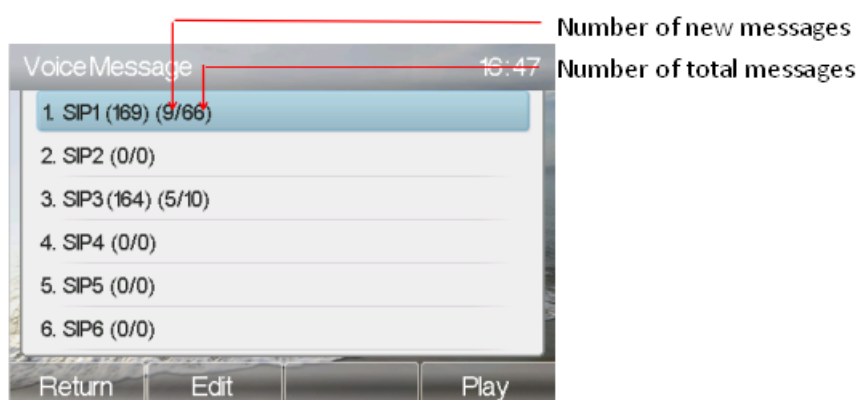 Number of new messages
VoiceMessage 16:47 Number of total messages
1. SIP1 (169) (9/66)
2. SIP2 (0/0)
3. SIP3 (164) (5/10)
4. SIP4 (0/0)
5. SIP5 (0/0)
6. SIP6 (0/0)
Return Edit Play